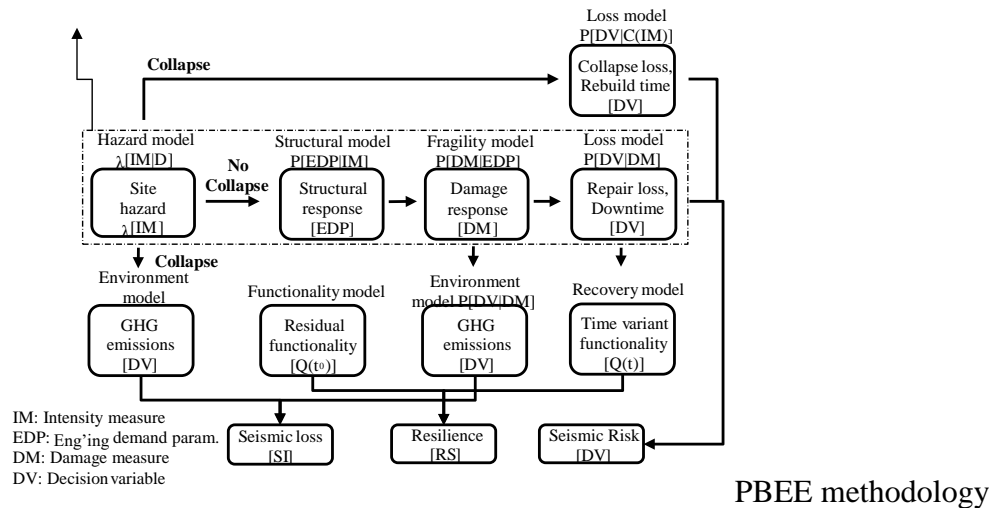 Loss model
P[DV|C(IM)]
Collapse
Collapse loss,
Rebuild time
[DV]
Hazard model
λ[IM|D]
Structural model
P[EDP|IM]
Fragility model
P[DM|EDP]
Loss model
P[DV|DM]
Site
hazard
λ[IM]
No
Collapse
Structural
response
[EDP]
Damage
response
[DM]
Repair loss,
Downtime
[DV]
Collapse
Environment
model
Functionality model
Environment
model P[DV|DM]
Recovery model
GHG
emissions
[DV]
Residual
functionality
[Q(t0)]
GHG
emissions
[DV]
Time variant
functionality
[Q(t)]
IM: Intensity measure
EDP: Eng'ing demand param.
DM: Damage measure
DV: Decision variable
Seismic loss
[SI]
Resilience
[RS]
Seismic Risk
[DV]
PBEE methodology